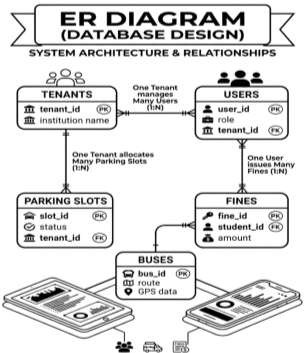 ER DIAGRAM
(DATABASE DESIGN)
SYSTEM ARCHITECTURE & RELATIONSHIPS
TENANTS
tenant_id PK
institution name
One Tenant
manages
Many Users
(1:N)
USERS
user_id PK
role
tenant_id FK
One Tenant allocates
Many Parking Slots
(1:N)
One User
issues Many
Fines (1:N)
PARKING SLOTS
slot_id PK
status
tenant_id FK
FINES
fine_id PK
student_id FK
amount
BUSES
bus_id PK
route
GPS data